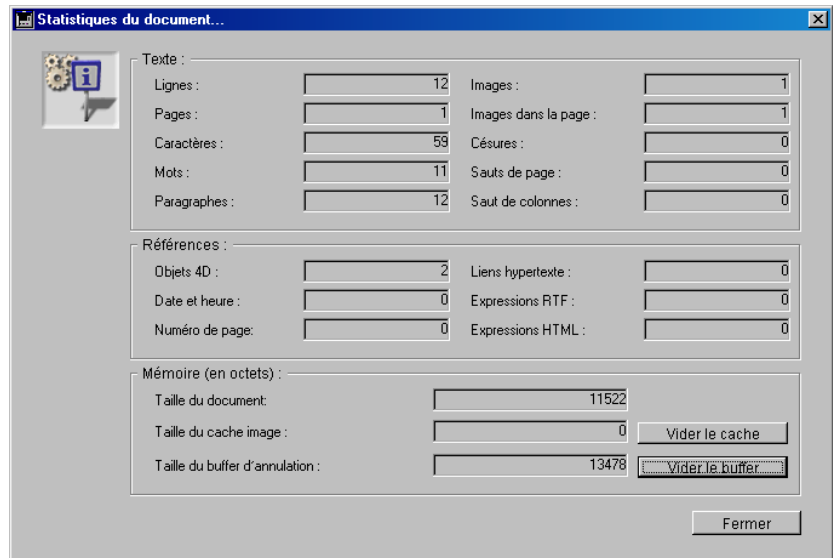 Statistiques du document...
Texte :
Lignes : 12 Images : 1
Pages : 1 Images dans la page : 1
Caractères : 59 Césures : 0
Mots : 11 Sauts de page : 0
Paragraphes : 12 Saut de colonnes : 0
Références :
Objets 4D : 2 Liens hypertexte : 0
Date et heure : 0 Expressions RTF : 0
Numéro de page: 0 Expressions HTML : 0
Mémoire (en octets) :
Taille du document: 11522
Taille du cache image : 0 Vider le cache
Taille du buffer d'annulation : 13478 Vider le buffer
Fermer